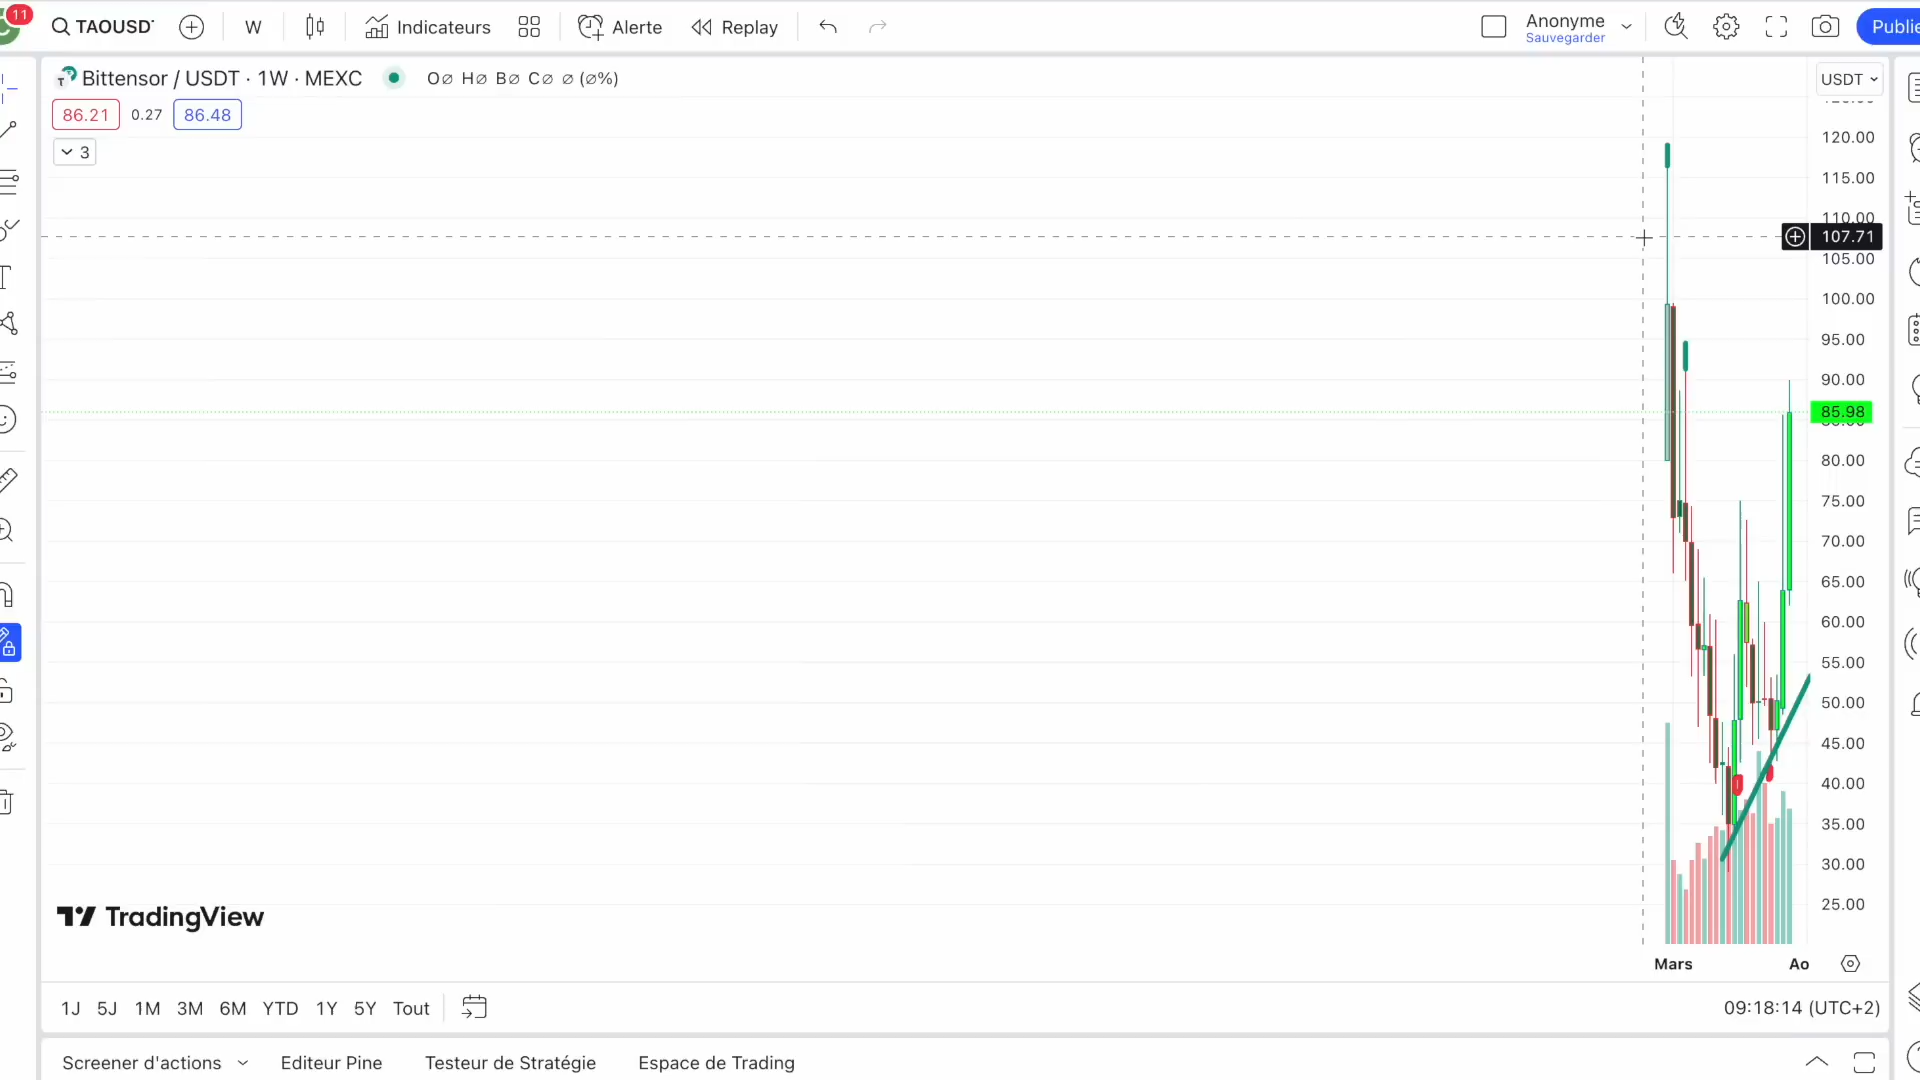 11
TAOUSDT
W
Indicateurs
Alerte
Replay
Anonyme
Sauvegarder
Bittensor / USDT · 1W · MEXC
O∅ H∅ B∅ C∅ ∅ (∅%)
USDT
86.21
0.27
86.48
3
120.00
115.00
110.00
107.71
105.00
100.00
95.00
90.00
85.98
80.00
75.00
70.00
65.00
60.00
55.00
50.00
45.00
40.00
35.00
30.00
25.00
TradingView
Mars
Ao
1J 5J 1M 3M 6M YTD 1Y 5Y Tout
09:18:14 (UTC+2)
Screener d'actions
Editeur Pine
Testeur de Stratégie
Espace de Trading